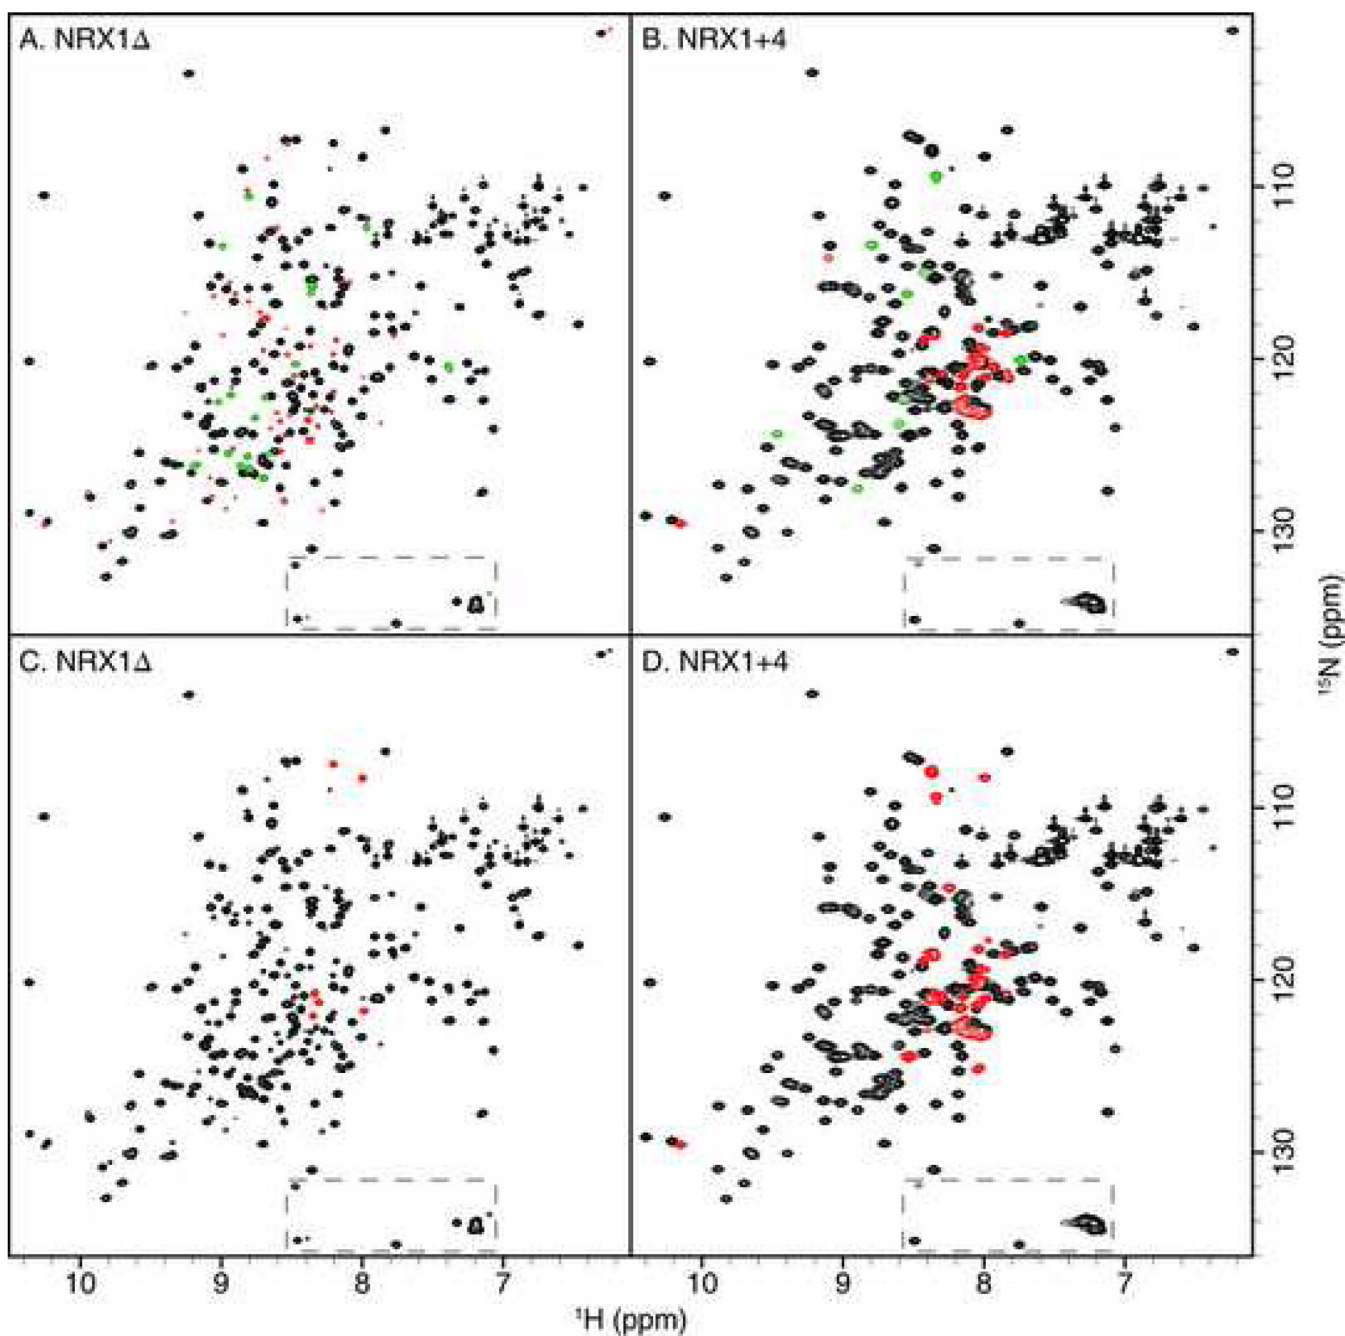 A. NRX1Δ
B. NRX1+4
110
120
130
C. NRX1Δ
D. NRX1+4
110
120
130
¹⁵N (ppm)
10 9 8 7 10 9 8 7
¹H (ppm)